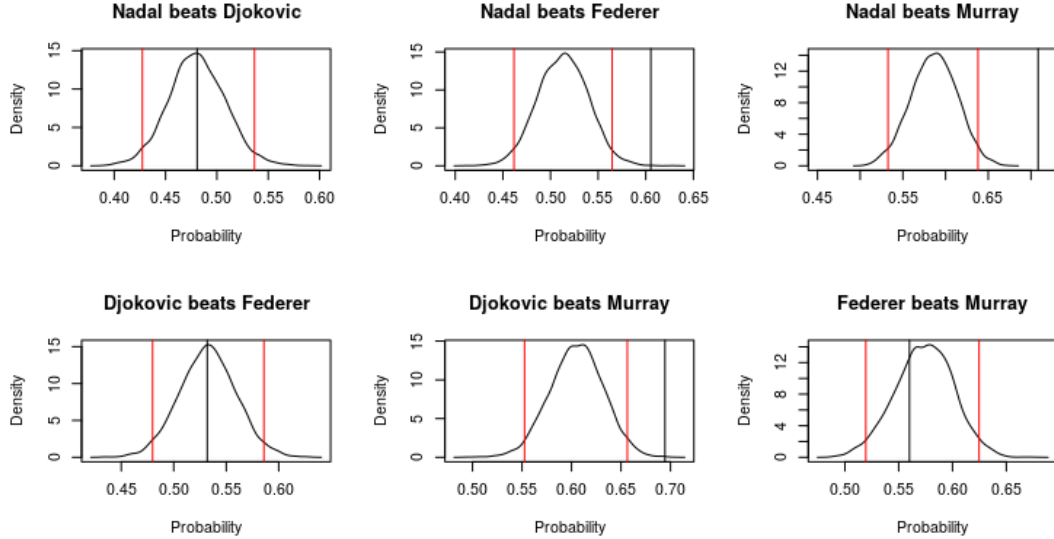 Nadal beats Djokovic
Density
0 5 10 15
0.40 0.45 0.50 0.55 0.60
Probability
Nadal beats Federer
Density
0 5 10 15
0.40 0.45 0.50 0.55 0.60 0.65
Probability
Nadal beats Murray
Density
0 4 8 12
0.45 0.55 0.65
Probability
Djokovic beats Federer
Density
0 5 10 15
0.45 0.50 0.55 0.60
Probability
Djokovic beats Murray
Density
0 5 10 15
0.50 0.55 0.60 0.65 0.70
Probability
Federer beats Murray
Density
0 4 8 12
0.50 0.55 0.60 0.65
Probability